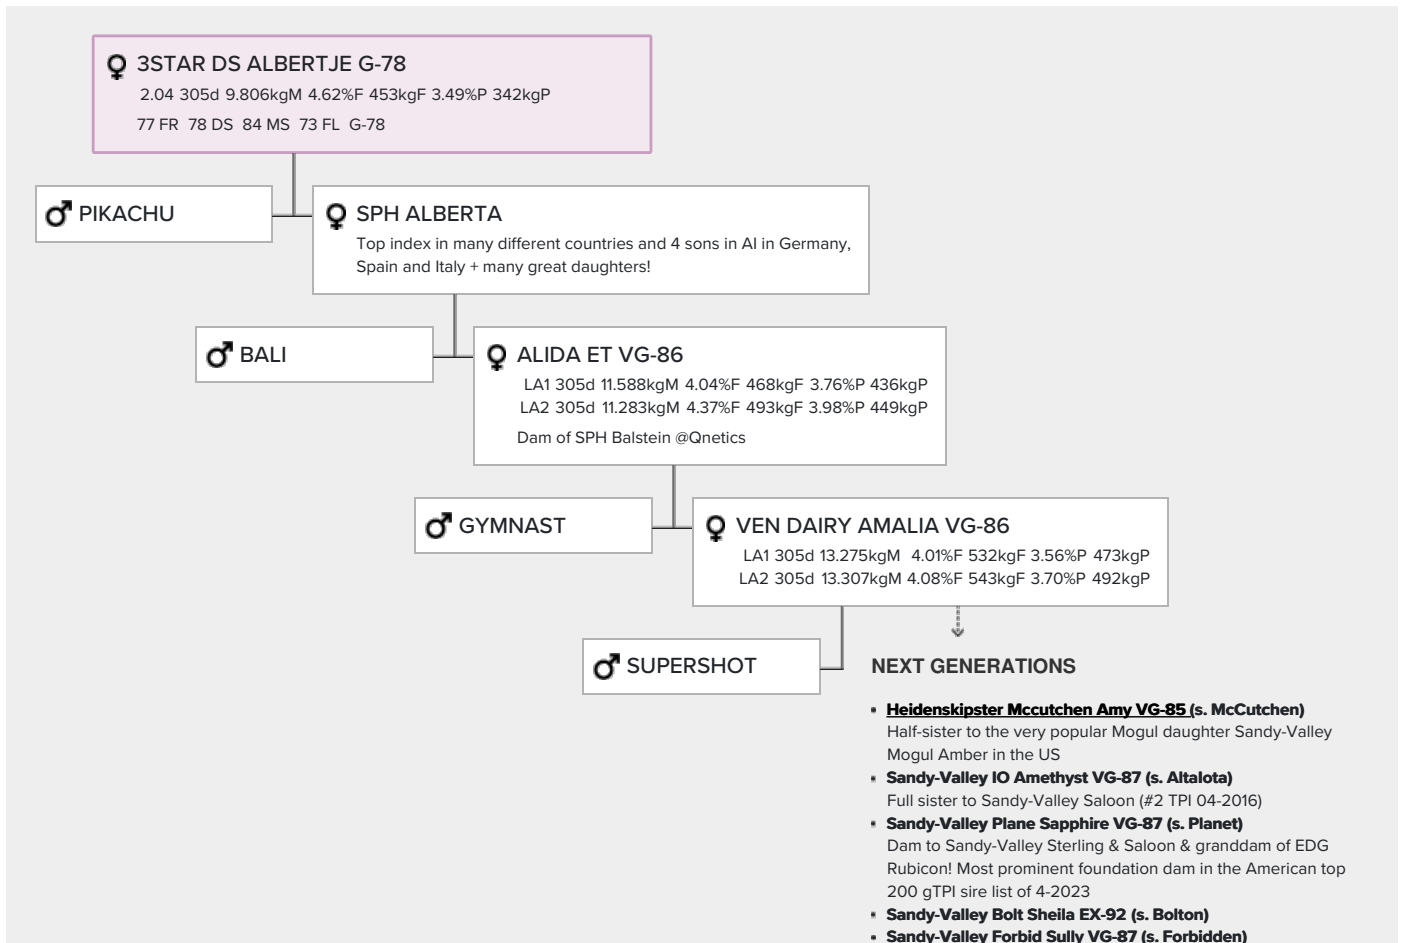 3STAR DS ALBERTJE G-78
2.04 305d 9.806kgM 4.62%F 453kgF 3.49%P 342kgP
77 FR 78 DS 84 MS 73 FL G-78
PIKACHU
SPH ALBERTA
Top index in many different countries and 4 sons in AI in Germany,
Spain and Italy + many great daughters!
BALI
ALIDA ET VG-86
LA1 305d 11.588kgM 4.04%F 468kgF 3.76%P 436kgP
LA2 305d 11.283kgM 4.37%F 493kgF 3.98%P 449kgP
Dam of SPH Balstein @Qnetics
GYMNAST
VEN DAIRY AMALIA VG-86
LA1 305d 13.275kgM 4.01%F 532kgF 3.56%P 473kgP
LA2 305d 13.307kgM 4.08%F 543kgF 3.70%P 492kgP
SUPERSHOT
NEXT GENERATIONS
Heidenskipster Mccutchen Amy VG-85 (s. McCutchen)
Half-sister to the very popular Mogul daughter Sandy-Valley
Mogul Amber in the US
Sandy-Valley IO Amethyst VG-87 (s. AltaIota)
Full sister to Sandy-Valley Saloon (#2 TPI 04-2016)
Sandy-Valley Plane Sapphire VG-87 (s. Planet)
Dam to Sandy-Valley Sterling & Saloon & granddam of EDG
Rubicon! Most prominent foundation dam in the American top
200 gTPI sire list of 4-2023
Sandy-Valley Bolt Sheila EX-92 (s. Bolton)
Sandy-Valley Forbid Sully VG-87 (s. Forbidden)